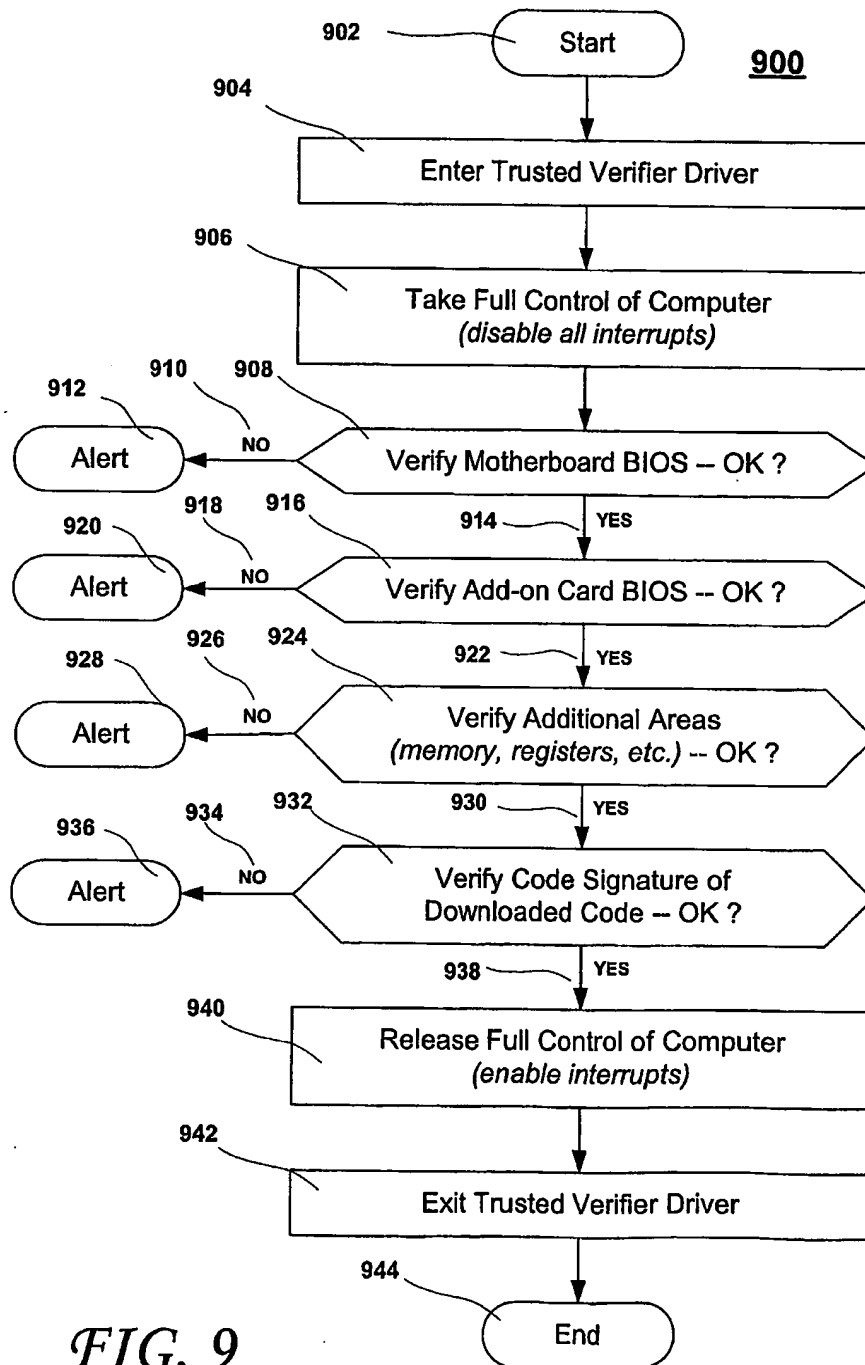 902
Start
900
904
Enter Trusted Verifier Driver
906
Take Full Control of Computer
(disable all interrupts)
908
910
912
Alert
NO
Verify Motherboard BIOS -- OK ?
914
YES
916
918
920
Alert
NO
Verify Add-on Card BIOS -- OK ?
922
YES
924
926
928
Alert
NO
Verify Additional Areas
(memory, registers, etc.) -- OK ?
930
YES
932
934
936
Alert
NO
Verify Code Signature of
Downloaded Code -- OK ?
938
YES
940
Release Full Control of Computer
(enable interrupts)
942
Exit Trusted Verifier Driver
944
End
FIG. 9